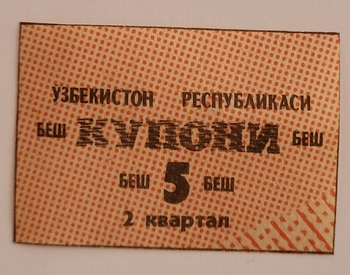 УЗБЕКИСТОН РЕСПУБЛИКАСИ
БЕШ КУПОНИ БЕШ
БЕШ 5 БЕШ
2 квартал